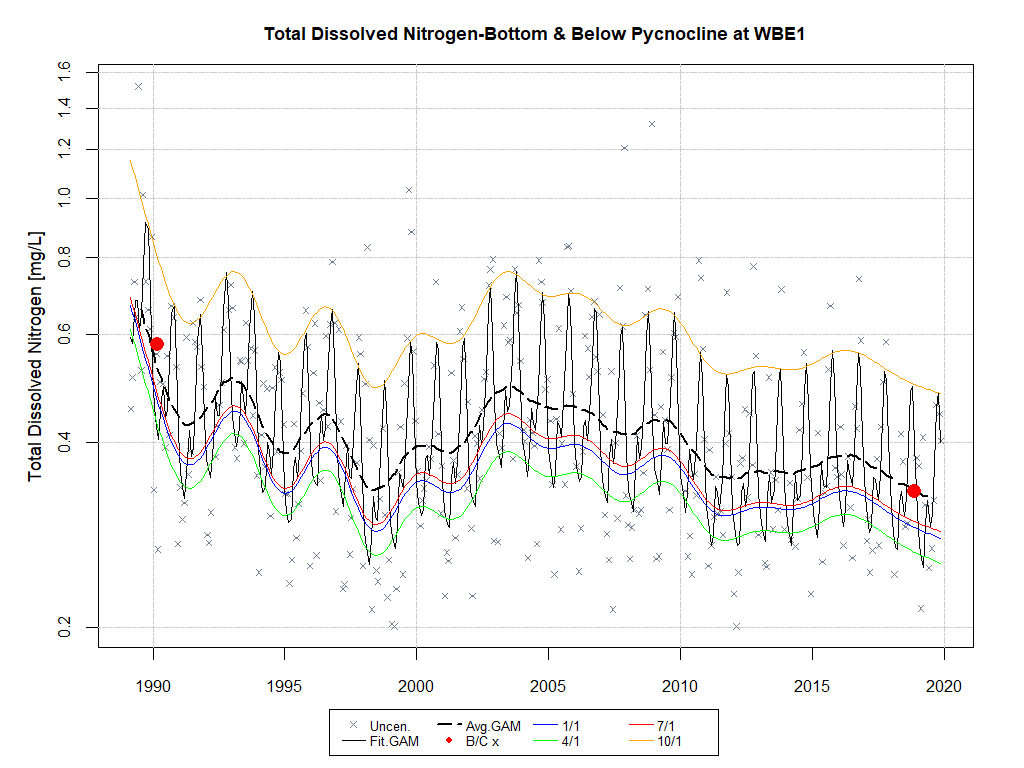 Total Dissolved Nitrogen-Bottom & Below Pycnocline at WBE1
Total Dissolved Nitrogen [mg/L]
1.6
1.4
1.2
1.0
0.8
0.6
0.4
0.2
1990 1995 2000 2005 2010 2015 2020
Uncen. Avg.GAM 1/1 7/1
Fit.GAM B/C x 4/1 10/1